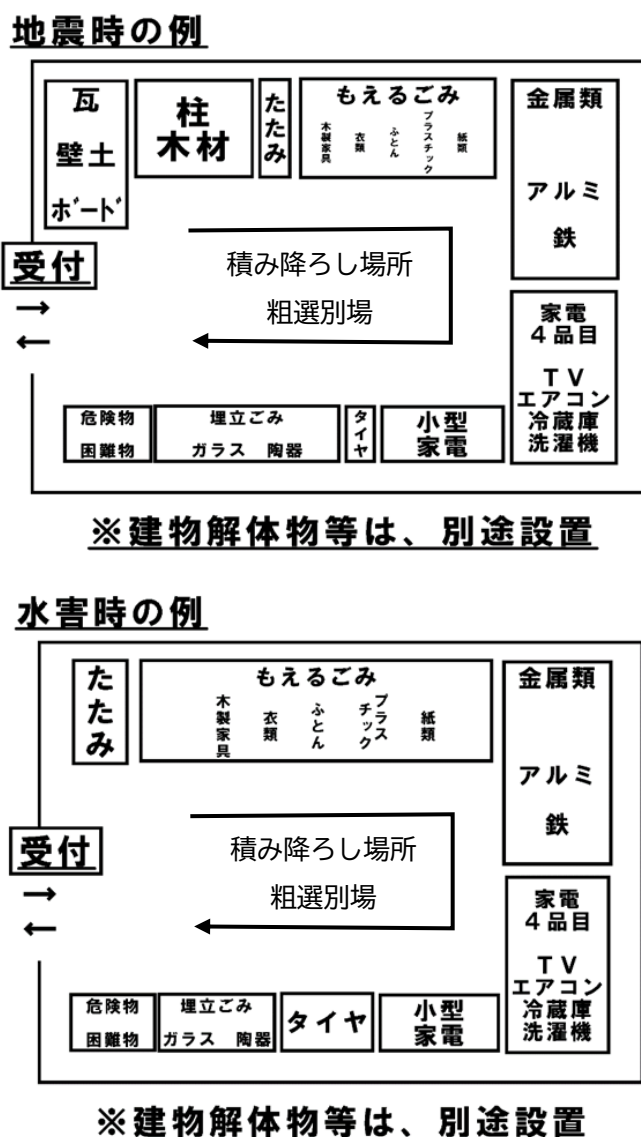 地震時の例
瓦
壁土
ボード
柱
木材
たたみ
もえるごみ
木製家具
衣類
ふとん
プラスチック
紙類
金属類
アルミ
鉄
受付
→
←
積み降ろし場所
粗選別場
家電
４品目
ＴＶ
エアコン
冷蔵庫
洗濯機
危険物
困難物
埋立ごみ
ガラス 陶器
タイヤ
小型
家電
※建物解体物等は、別途設置
水害時の例
たたみ
もえるごみ
木製家具
衣類
ふとん
プラス
チック
紙類
金属類
アルミ
鉄
受付
→
←
積み降ろし場所
粗選別場
家電
４品目
ＴＶ
エアコン
冷蔵庫
洗濯機
危険物
困難物
埋立ごみ
ガラス 陶器
タイヤ
小型
家電
※建物解体物等は、別途設置